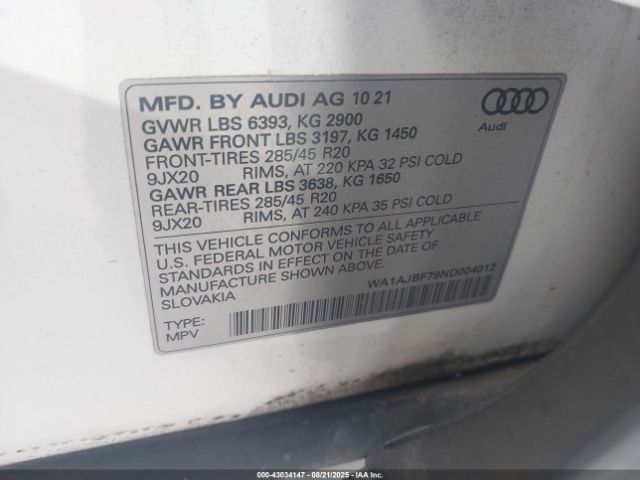 MFD. BY AUDI AG 10 21
GVWR LBS 6393, KG 2900
GAWR FRONT LBS 3197, KG 1450
FRONT-TIRES 285/45 R20
9JX20 RIMS, AT 220 KPA 32 PSI COLD
GAWR REAR LBS 3638, KG 1650
REAR-TIRES 285/45 R20
9JX20 RIMS, AT 240 KPA 35 PSI COLD
Audi
THIS VEHICLE CONFORMS TO ALL APPLICABLE
U.S. FEDERAL MOTOR VEHICLE SAFETY
STANDARDS IN EFFECT ON THE DATE OF
MANUFACTURE SHOWN ABOVE.
SLOVAKIA
WA1AJBF79ND004012
TYPE:
MPV
000-43034147 - 08/21/2025 - IAAI.COM